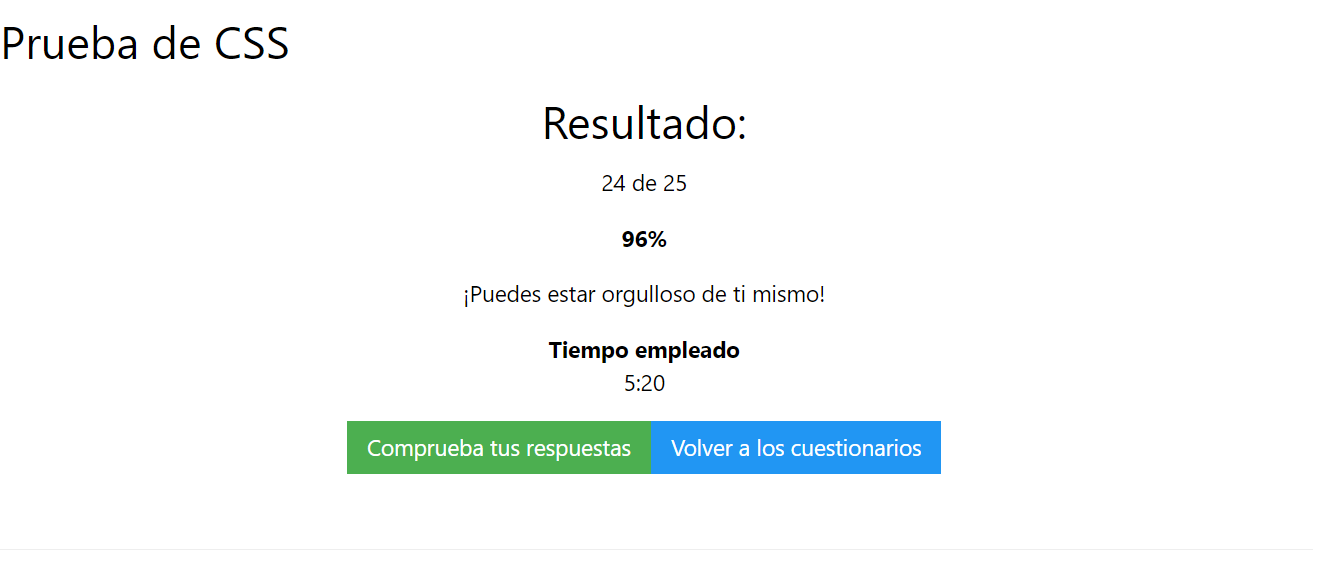 Prueba de CSS
Resultado:
24 de 25
96%
¡Puedes estar orgulloso de ti mismo!
Tiempo empleado
5:20
Comprueba tus respuestas
Volver a los cuestionarios